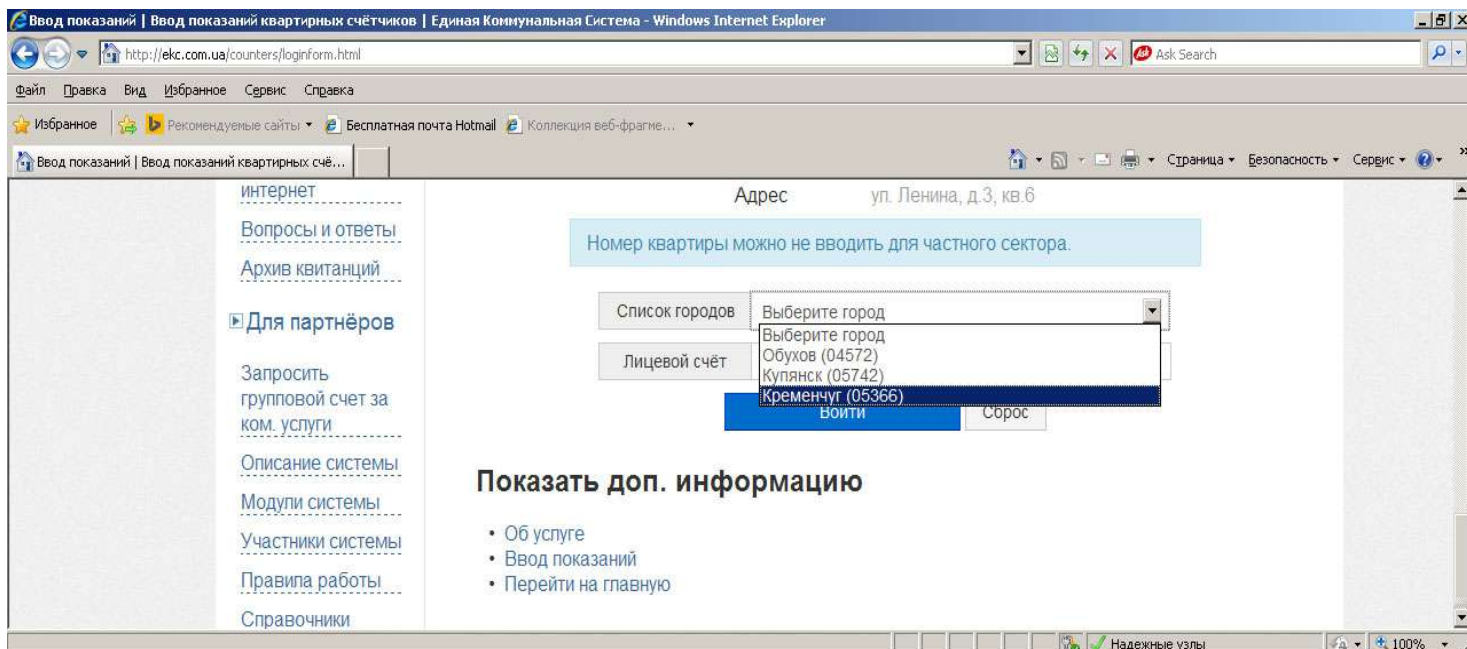 Ввод показаний | Ввод показаний квартирных счётчиков | Единая Коммунальная Система - Windows Internet Explorer
http://ekc.com.ua/counters/loginform.html
Ask Search
Файл Правка Вид Избранное Сервис Справка
Избранное Рекомендуемые сайты Бесплатная почта Hotmail Коллекция веб-фрагме...
Ввод показаний | Ввод показаний квартирных счё...
Страница Безопасность Сервис »
интернет
Вопросы и ответы
Архив квитанций
Для партнёров
Запросить
групповой счет за
ком. услуги
Описание системы
Модули системы
Участники системы
Правила работы
Справочники
Адрес ул. Ленина, д.3, кв.6
Номер квартиры можно не вводить для частного сектора.
Список городов Выберите город
Выберите город
Обухов (04572)
Купянск (05742)
Кременчуг (05366)
Лицевой счёт
Войти Сброс
Показать доп. информацию
• Об услуге
• Ввод показаний
• Перейти на главную
Надежные узлы 100%